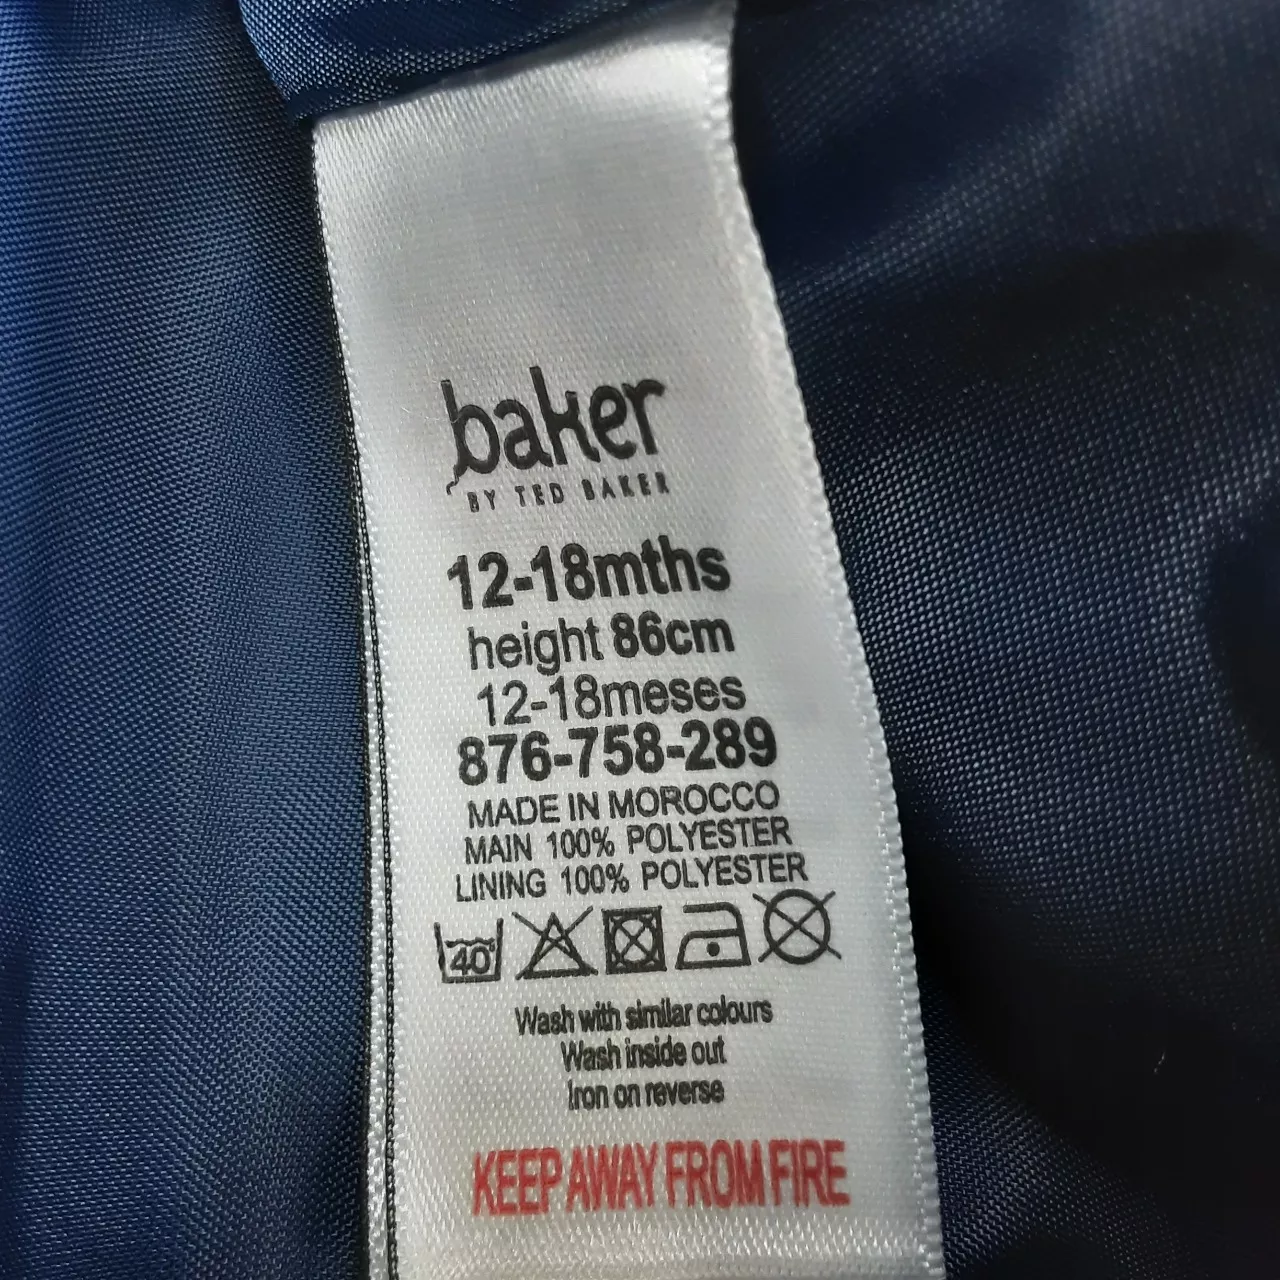 baker
BY TED BAKER
12-18mths
height 86cm
12-18meses
876-758-289
MADE IN MOROCCO
MAIN 100% POLYESTER
LINING 100% POLYESTER
40°
Wash with similar colours
Wash inside out
Iron on reverse
KEEP AWAY FROM FIRE